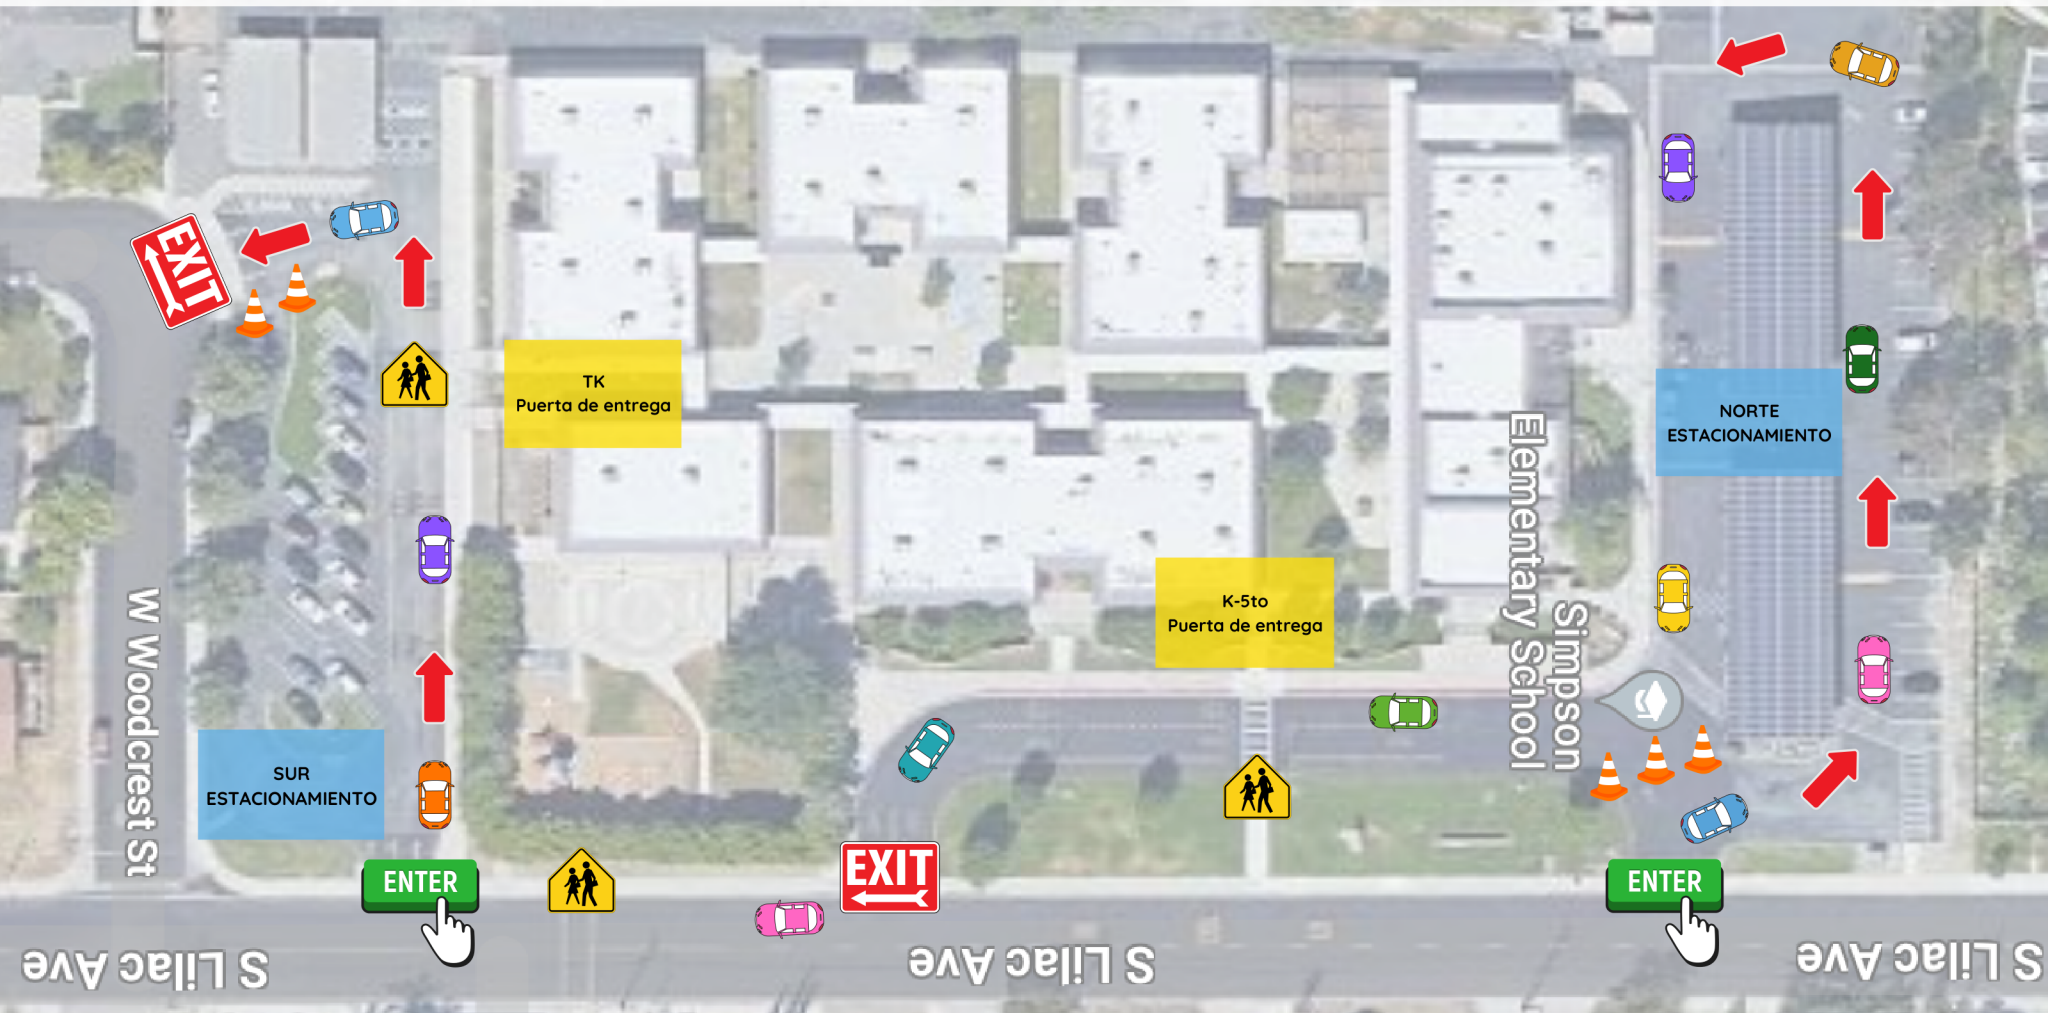 EXIT
TK
Puerta de entrega
NORTE
ESTACIONAMIENTO
Elementary School
Simpson
K-5to
Puerta de entrega
W Woodcrest St
SUR
ESTACIONAMIENTO
ENTER
EXIT
ENTER
S Lilac Ave
S Lilac Ave
S Lilac Ave